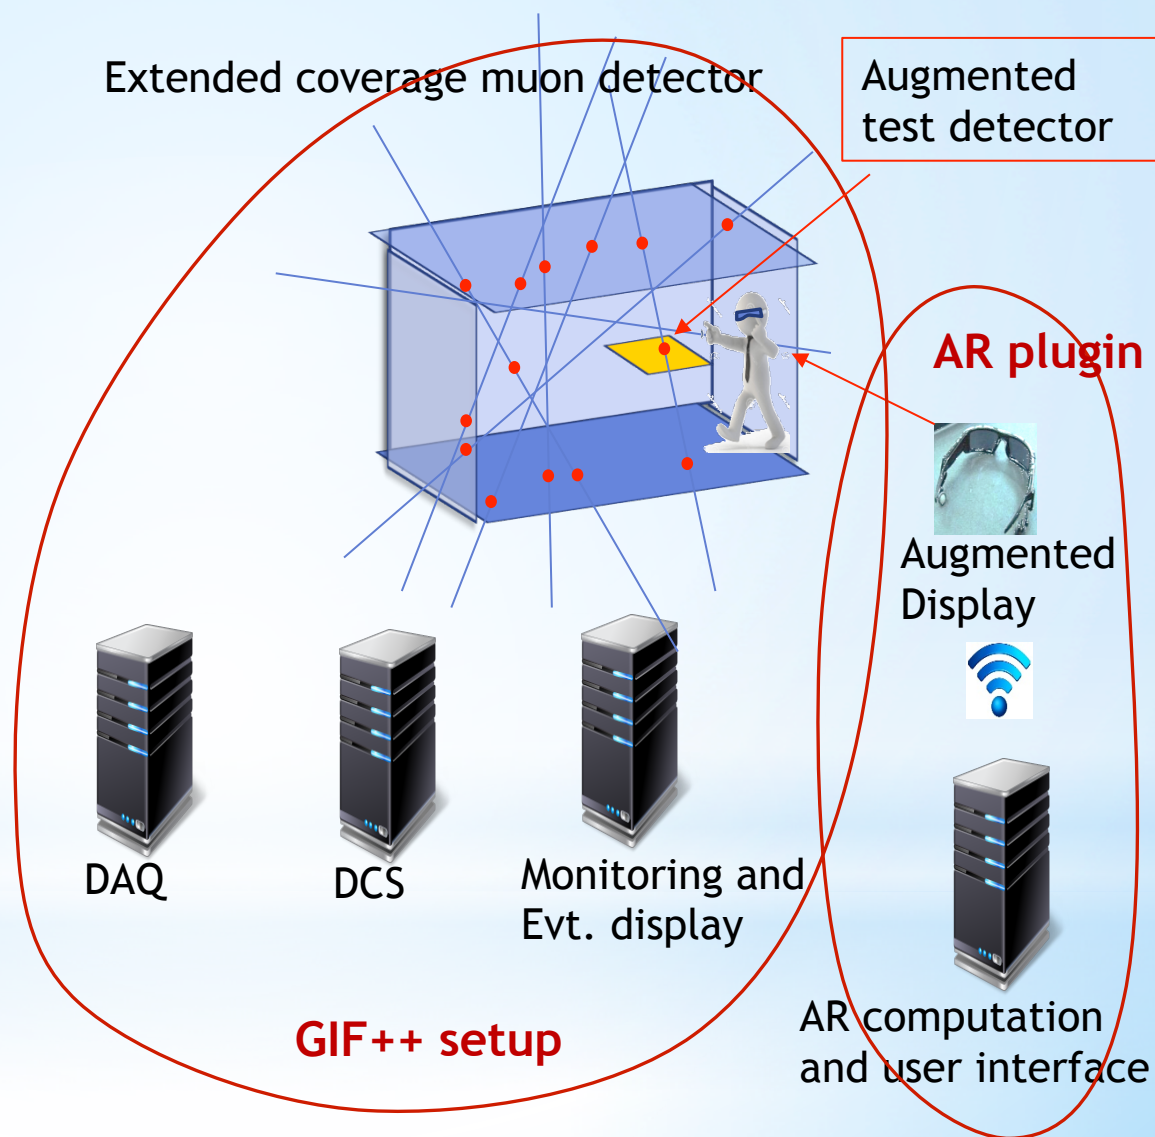 Extended coverage muon detector
Augmented
test detector
AR plugin
Augmented
Display
DAQ
DCS
Monitoring and
Evt. display
AR computation
and user interface
GIF++ setup